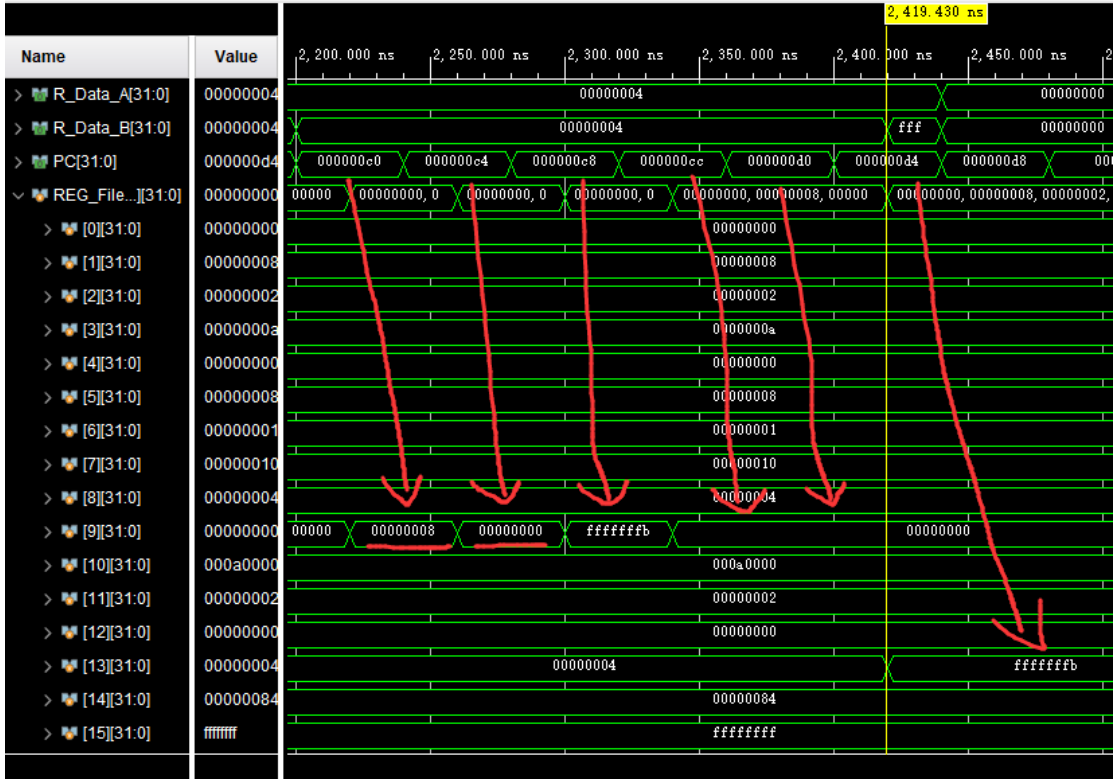 2,419.430 ns
Name Value 2,200.000 ns 2,250.000 ns 2,300.000 ns 2,350.000 ns 2,400.000 ns 2,450.000 ns 2
R_Data_A[31:0] 00000004 00000004 00000000
R_Data_B[31:0] 00000004 00000004 fff 00000000
PC[31:0] 000000d4 000000c0 000000c4 000000c8 000000cc 000000d0 000000d4 000000d8 000
REG_File...][31:0] 00000000 00000 00000000,0 00000000,0 00000000,0 00000000,00000008,00000 00000000,00000008,00000002,
[0][31:0] 00000000 00000000
[1][31:0] 00000008 00000008
[2][31:0] 00000002 00000002
[3][31:0] 0000000a 0000000a
[4][31:0] 00000000 00000000
[5][31:0] 00000008 00000008
[6][31:0] 00000001 00000001
[7][31:0] 00000010 00000010
[8][31:0] 00000004 00000004
[9][31:0] 00000000 00000 00000008 00000000 fffffffb 00000000
[10][31:0] 000a0000 000a0000
[11][31:0] 00000002 00000002
[12][31:0] 00000000 00000000
[13][31:0] 00000004 00000004 fffffffb
[14][31:0] 00000084 00000084
[15][31:0] ffffffff ffffffff